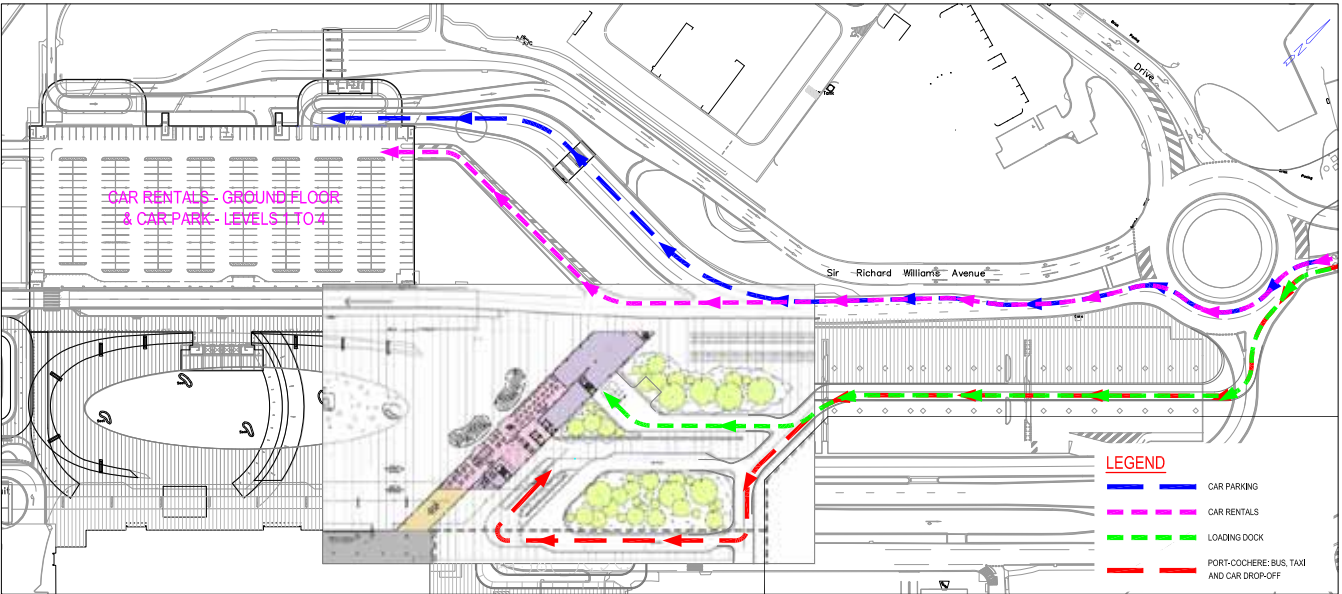 Drive
Tank
CAR RENTALS - GROUND FLOOR
& CAR PARK - LEVELS 1 TO 4
Sir Richard Williams Avenue
LEGEND
CAR PARKING
CAR RENTALS
LOADING DOCK
PORT-COCHERE: BUS, TAXI
AND CAR DROP-OFF